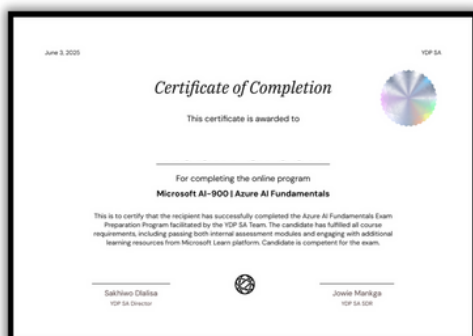 June 3, 2025
YDP SA
Certificate of Completion
This certificate is awarded to
For completing the online program
Microsoft AI-900 | Azure AI Fundamentals
This is to certify that the recipient has successfully completed the Azure AI Fundamentals Exam
Preparation Program facilitated by the YDP SA Team. The candidate has fulfilled all course
requirements, including passing both internal assessment modules and engaging with additional
learning resources from Microsoft Learn platform. Candidate is competent for the exam.
Sakhiwo Dlalisa
YDP SA Director
Jowie Mankga
YDP SA SDR